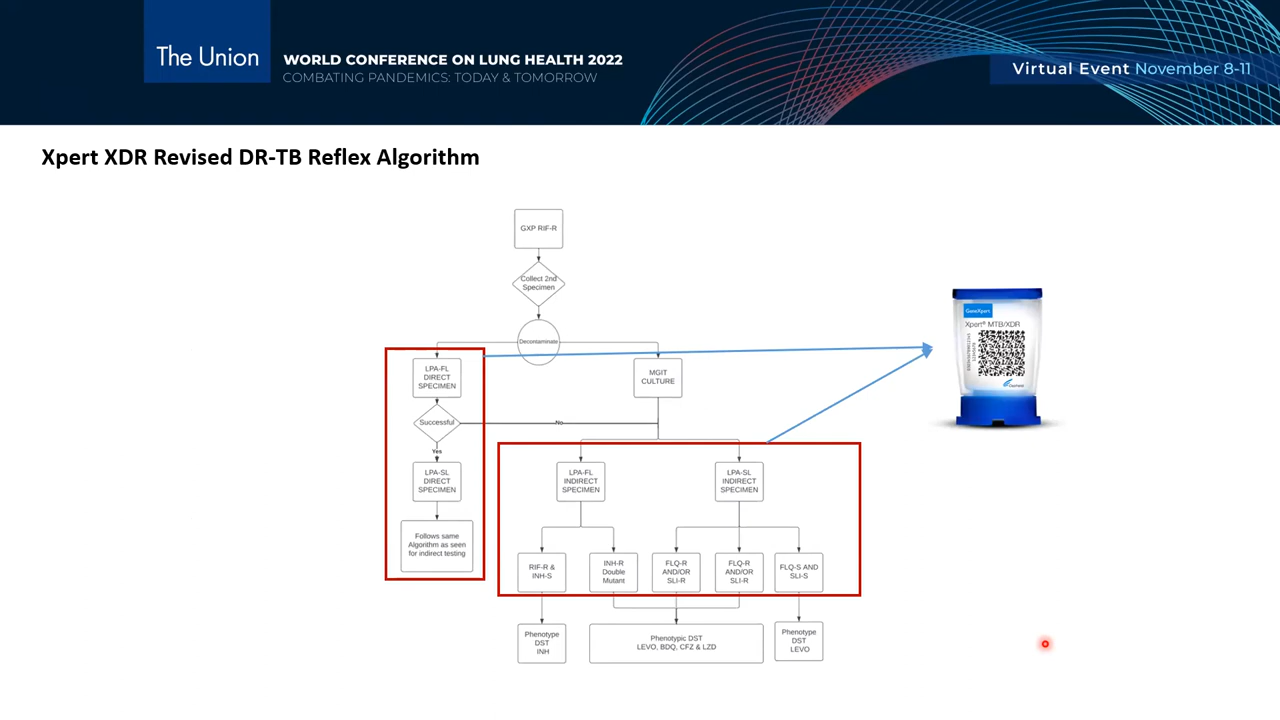 The Union
WORLD CONFERENCE ON LUNG HEALTH 2022
COMBATING PANDEMICS: TODAY & TOMORROW
Virtual Event November 8-11
Xpert XDR Revised DR-TB Reflex Algorithm
GXP RIF-R
Collect 2nd
Specimen
Decontaminate
LPA-FL
DIRECT
SPECIMEN
MGIT
CULTURE
Successful
No
Yes
LPA-SL
DIRECT
SPECIMEN
LPA-FL
INDIRECT
SPECIMEN
LPA-SL
INDIRECT
SPECIMEN
Follows same
Algorithm as seen
for indirect testing
RIF-R &
INH-S
INH-R
Double
Mutant
FLQ-R
AND/OR
SLI-R
FLQ-R
AND/OR
SLI-R
FLQ-S AND
SLI-S
Phenotype
DST
INH
Phenotypic DST
LEVO, BDQ, CFZ & LZD
Phenotype
DST
LEVO
GeneXpert
Xpert® MTB/XDR
Cepheid